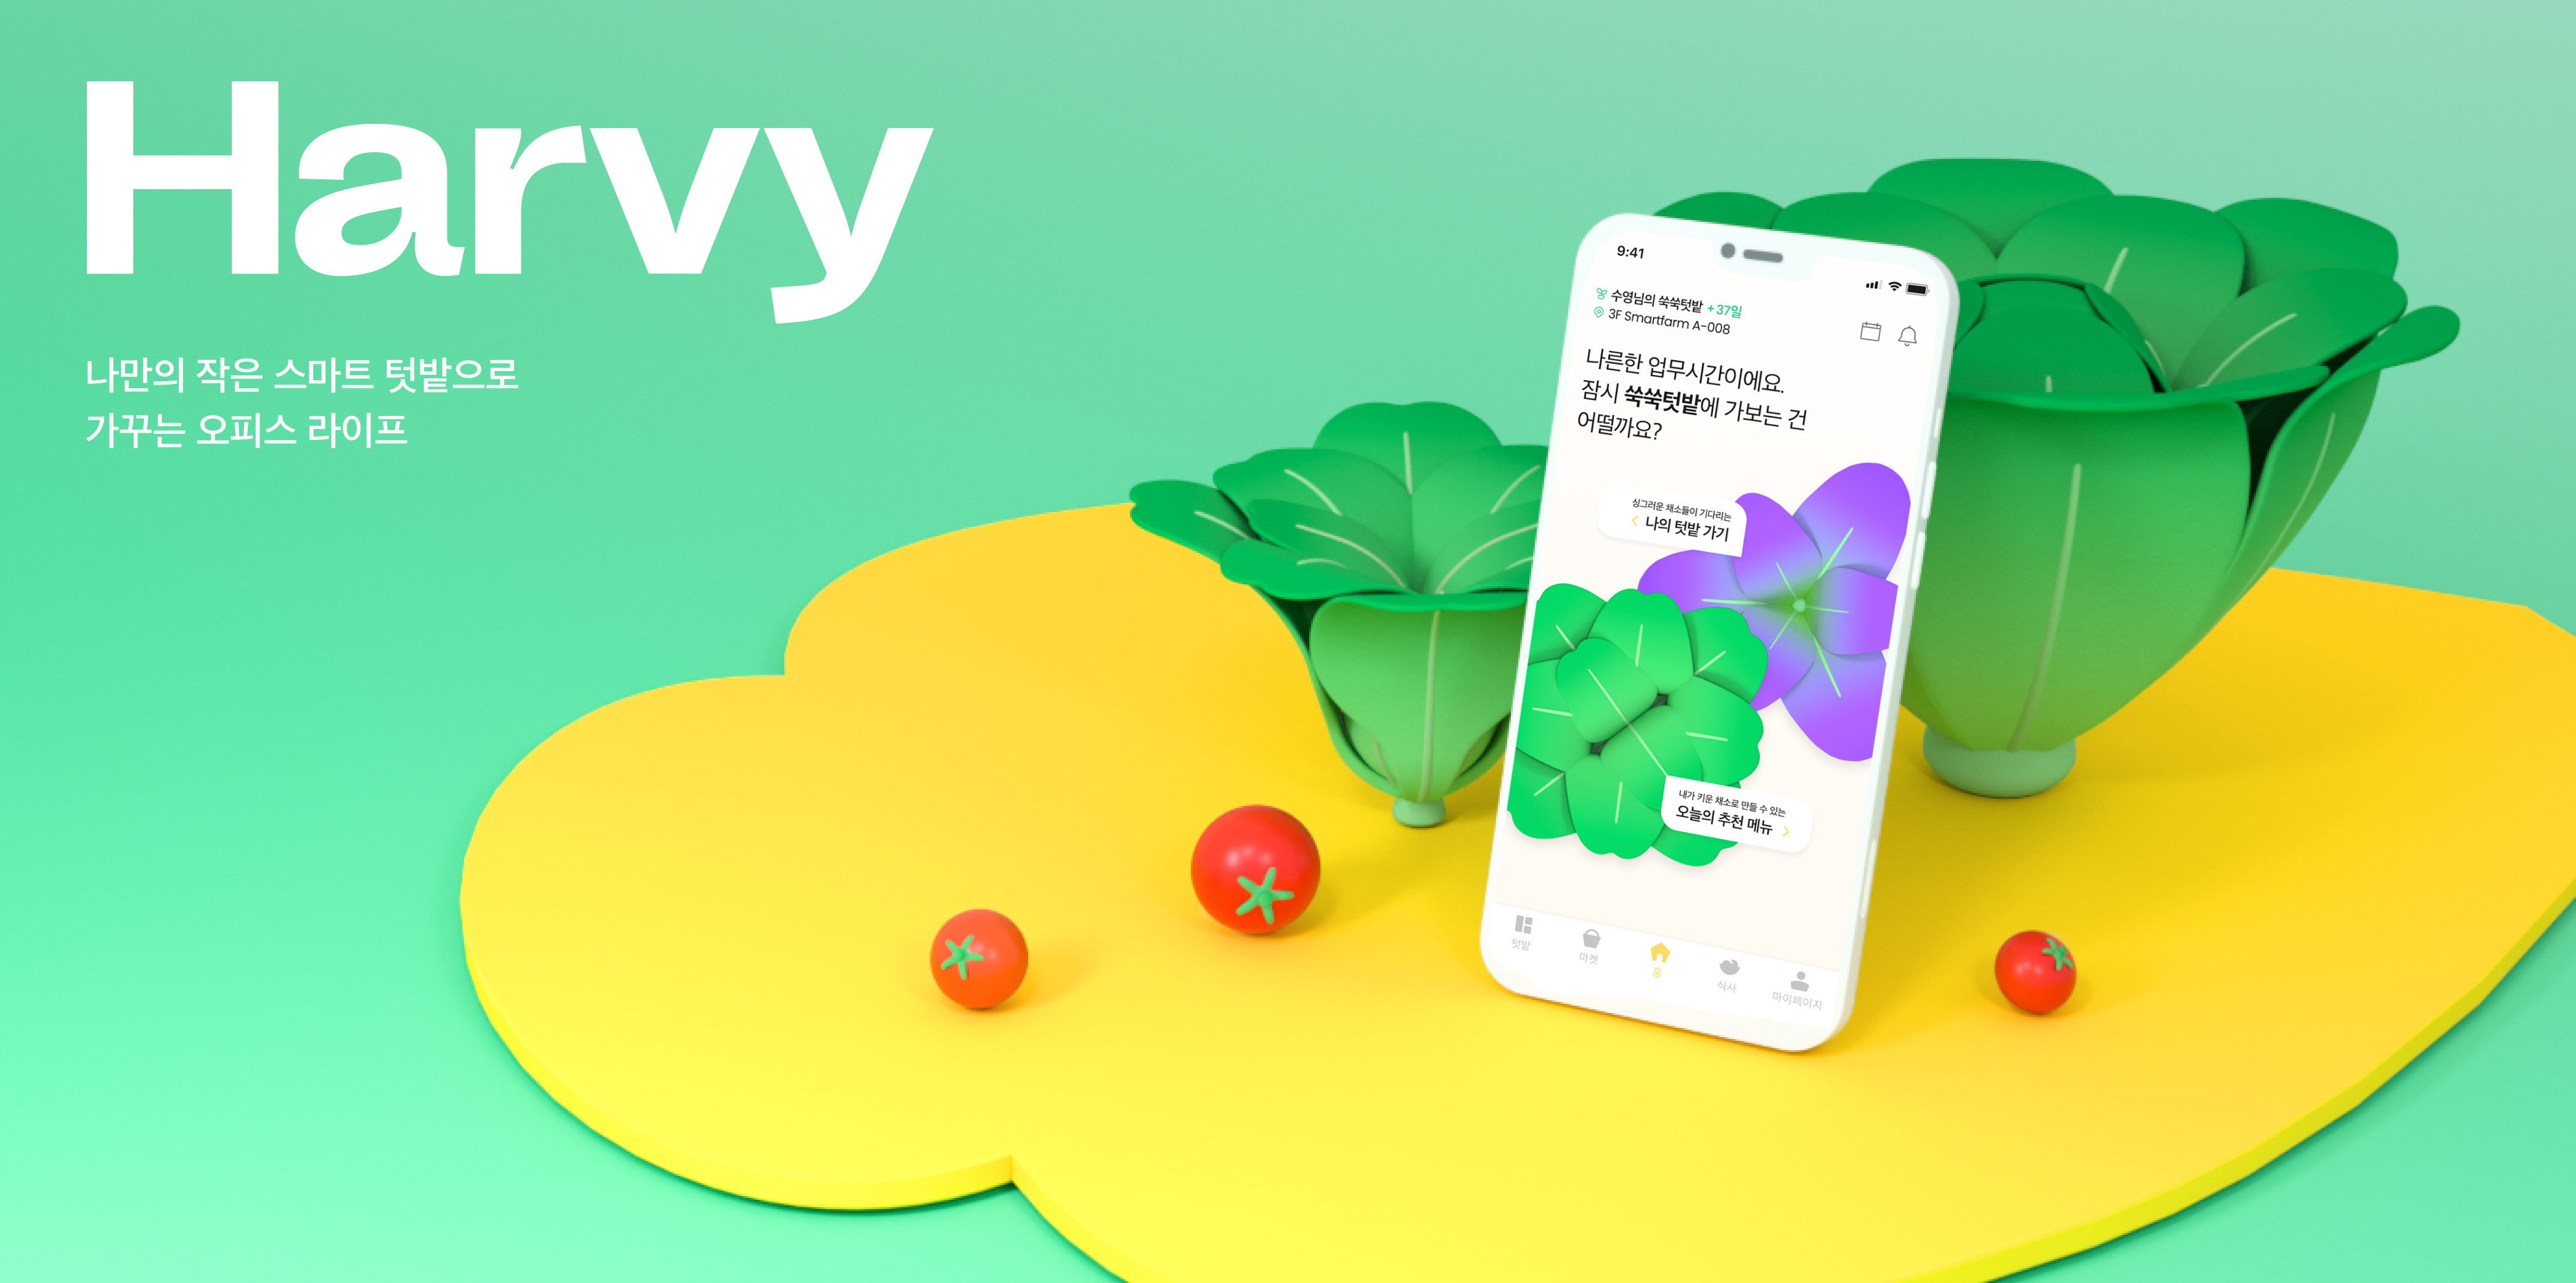 Harvy
나만의 작은 스마트 텃밭으로
가꾸는 오피스 라이프
9:41
수영님의 쑥쑥텃밭 +37일
3F Smartfarm A-008
나른한 업무시간이에요.
잠시 쑥쑥텃밭에 가보는 건
어떨까요?
싱그러운 채소들이 기다리는
나의 텃밭 가기
내가 키운 채소로 만들 수 있는
오늘의 추천 메뉴
텃밭
마켓
홈
식사
마이페이지